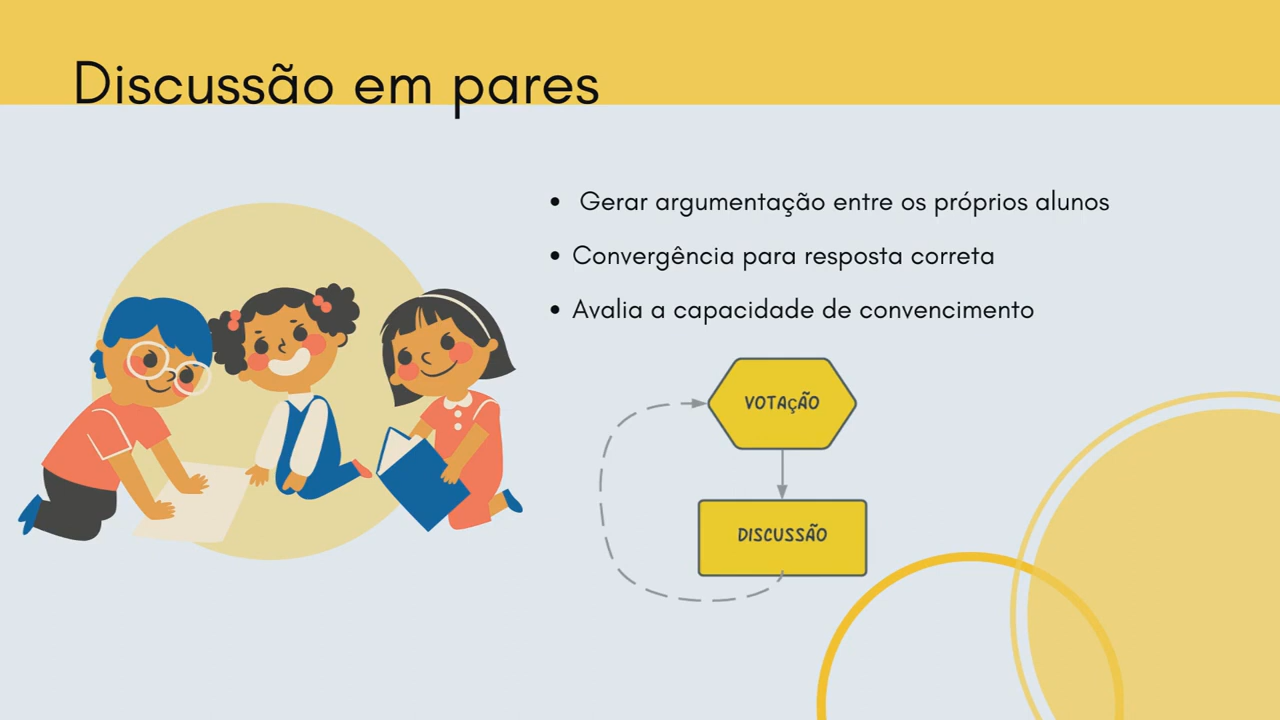 Discussão em pares
• Gerar argumentação entre os próprios alunos
• Convergência para resposta correta
• Avalia a capacidade de convencimento
VOTAÇÃO
DISCUSSÃO